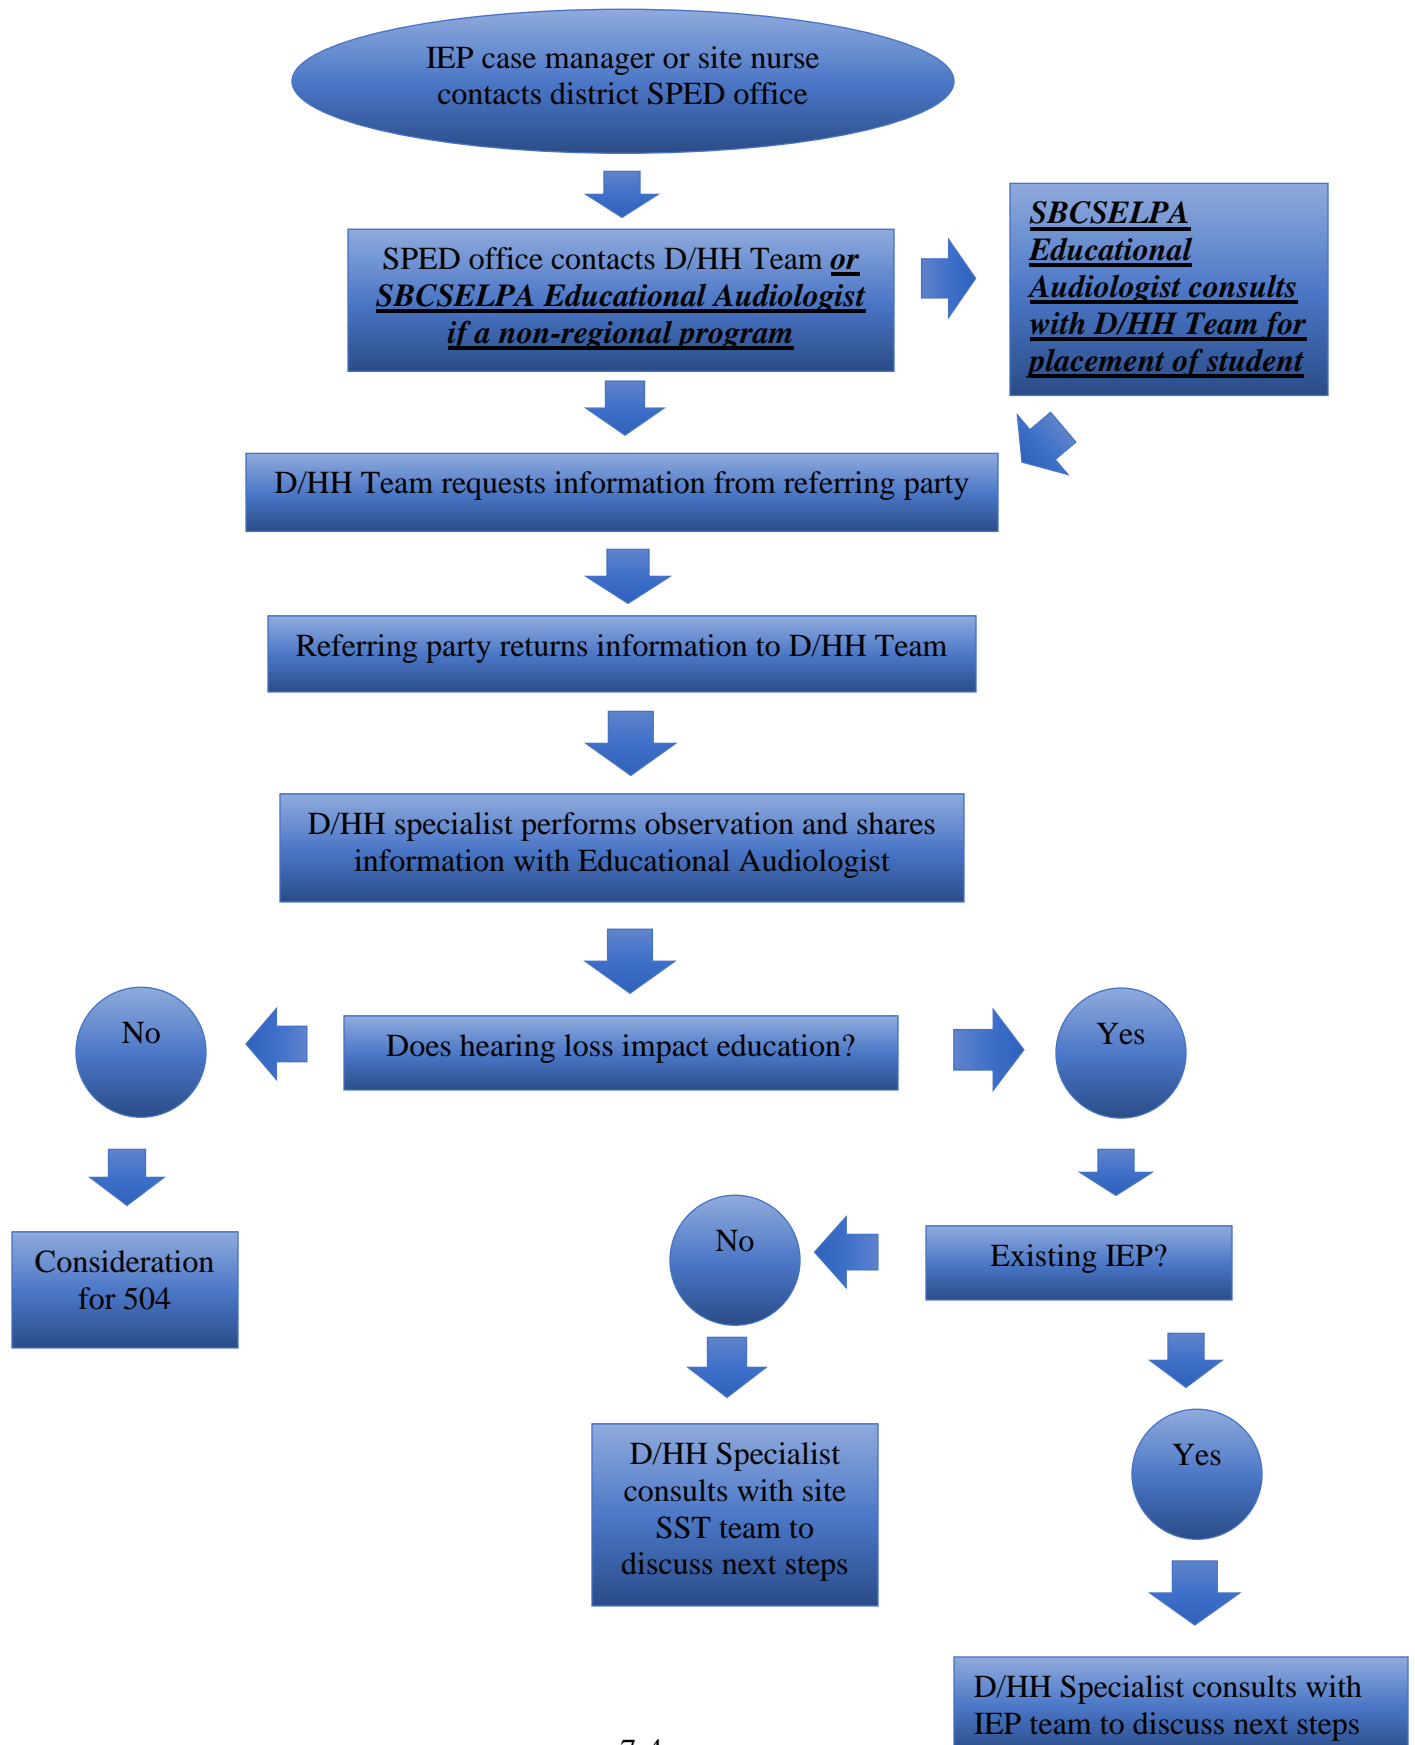 IEP case manager or site nurse
contacts district SPED office
SPED office contacts D/HH Team or
SBCSELPA Educational Audiologist
if a non-regional program
SBCSELPA
Educational
Audiologist consults
with D/HH Team for
placement of student
D/HH Team requests information from referring party
Referring party returns information to D/HH Team
D/HH specialist performs observation and shares
information with Educational Audiologist
No
Does hearing loss impact education?
Yes
Consideration
for 504
No
Existing IEP?
D/HH Specialist
consults with site
SST team to
discuss next steps
Yes
D/HH Specialist consults with
IEP team to discuss next steps